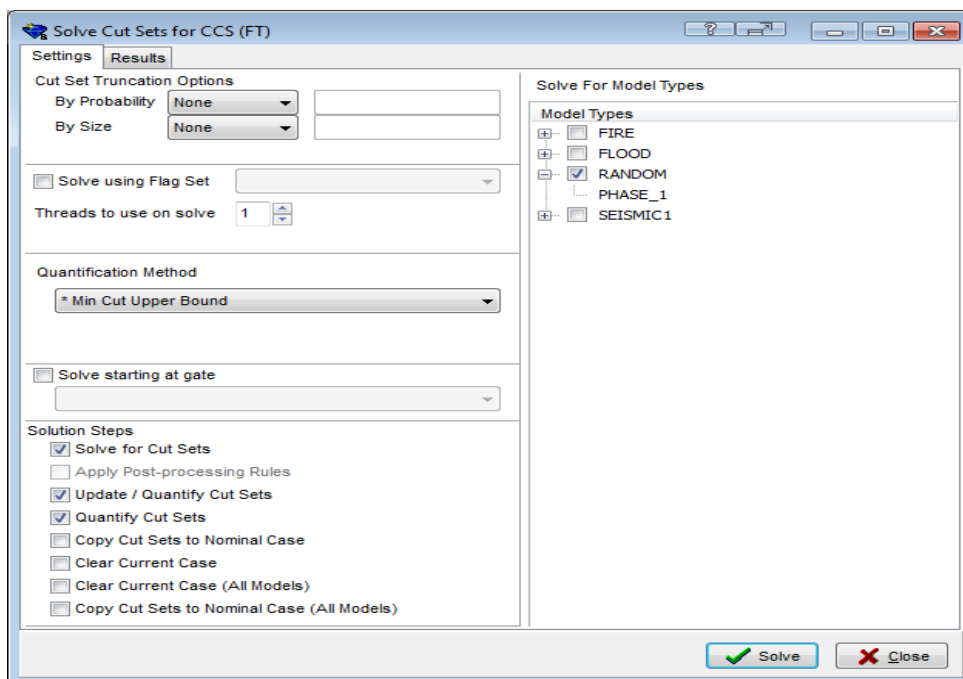 Solve Cut Sets for CCS (FT)
?
Settings Results
Cut Set Truncation Options
By Probability None
By Size None
Solve using Flag Set
Threads to use on solve 1
Quantification Method
* Min Cut Upper Bound
Solve starting at gate
Solution Steps
Solve for Cut Sets
Apply Post-processing Rules
Update / Quantify Cut Sets
Quantify Cut Sets
Copy Cut Sets to Nominal Case
Clear Current Case
Clear Current Case (All Models)
Copy Cut Sets to Nominal Case (All Models)
Solve For Model Types
Model Types
FIRE
FLOOD
RANDOM
PHASE_1
SEISMIC1
Solve Close